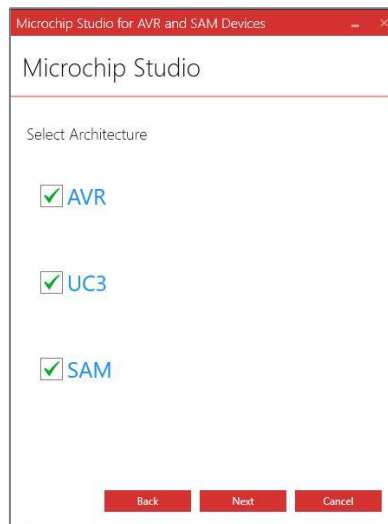 Microchip Studio for AVR and SAM Devices
Microchip Studio
Select Architecture
AVR
UC3
SAM
Back Next Cancel